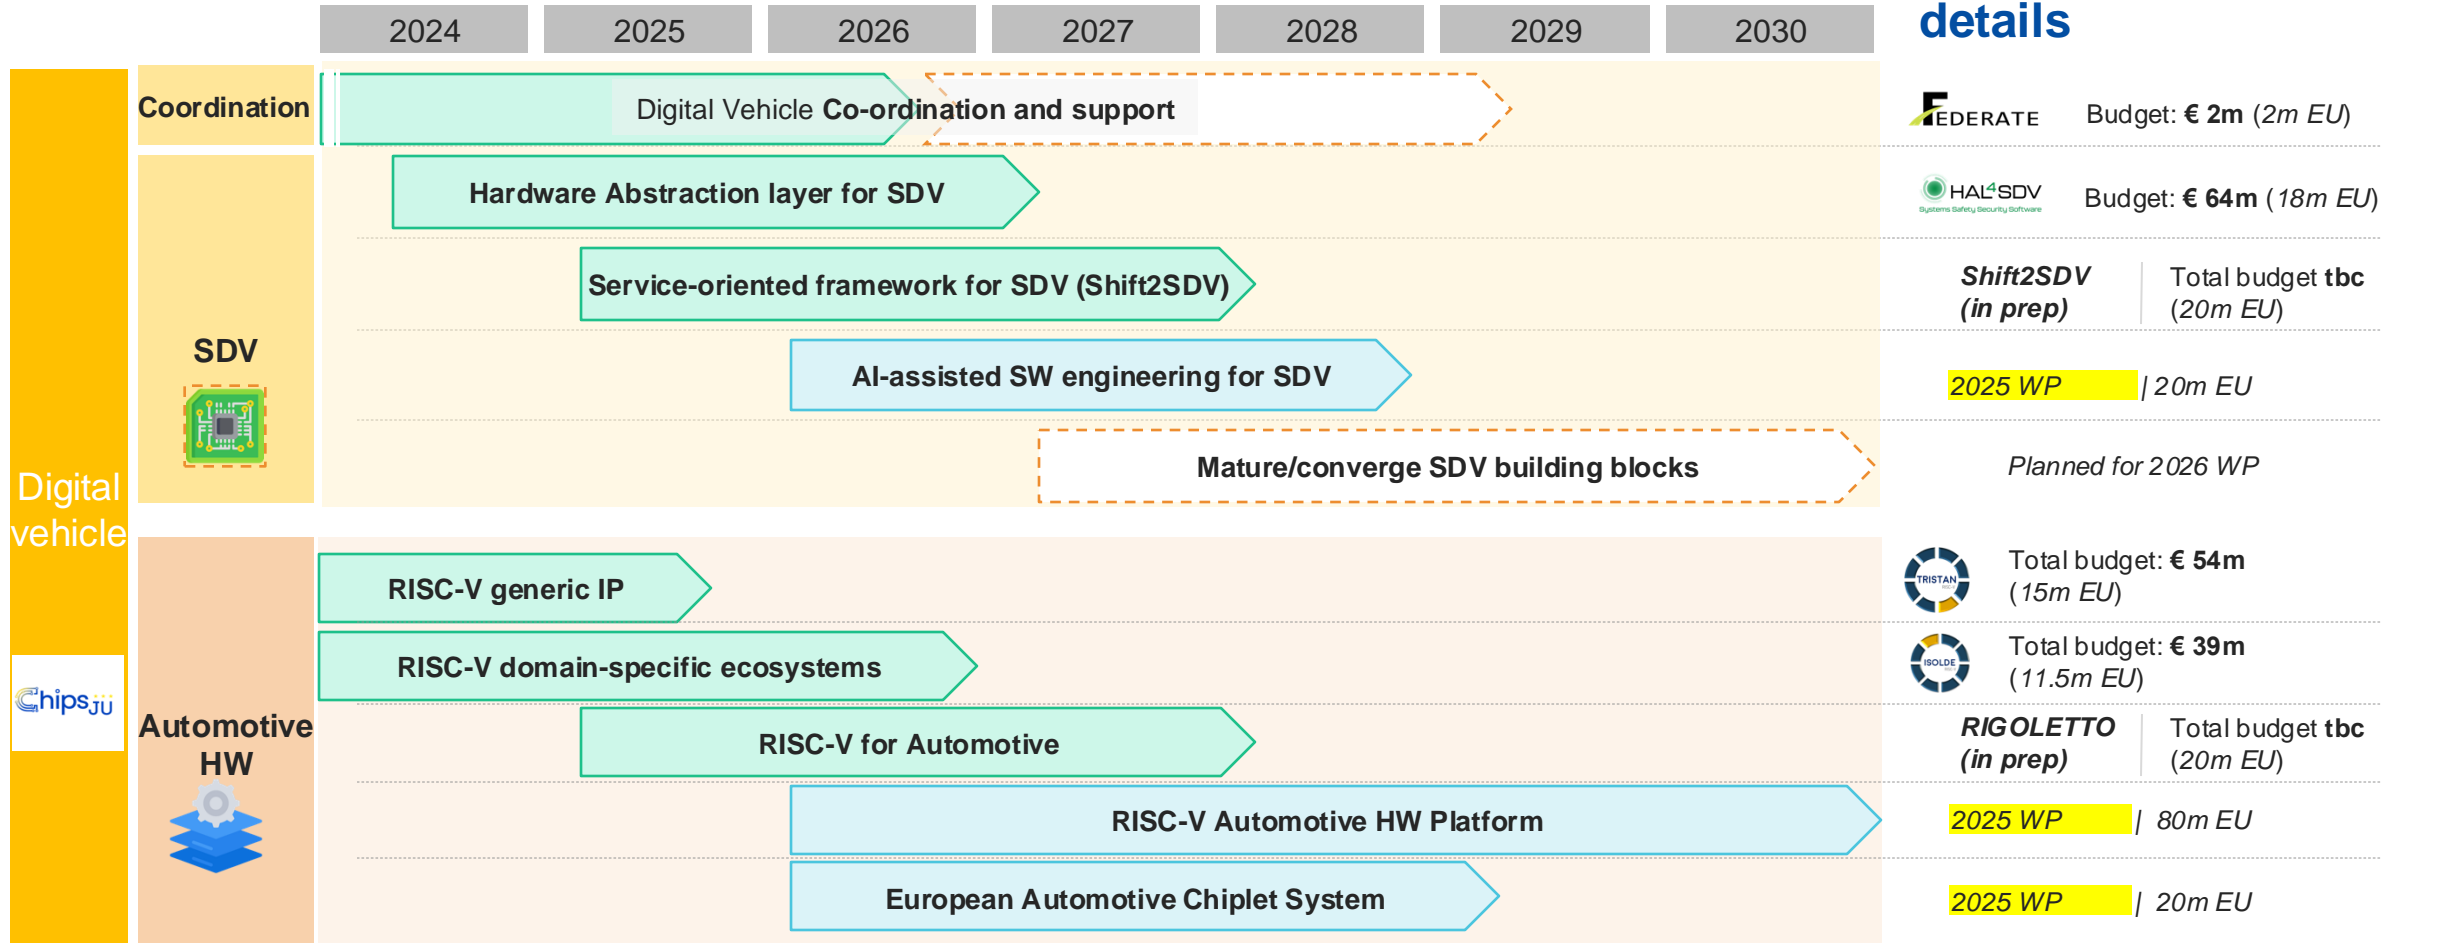 details
2024 2025 2026 2027 2028 2029 2030
Coordination
Digital Vehicle Co-ordination and support
FEDERATE Budget: € 2m (2m EU)
Hardware Abstraction layer for SDV
HAL4SDV
Systems Safety Security Software
Budget: € 64m (18m EU)
Service-oriented framework for SDV (Shift2SDV)
Shift2SDV
(in prep)
Total budget tbc
(20m EU)
SDV
AI-assisted SW engineering for SDV
2025 WP | 20m EU
Mature/converge SDV building blocks
Planned for 2026 WP
Digital
vehicle
ChipsJU
Automotive
HW
RISC-V generic IP
TRISTAN
Total budget: € 54m
(15m EU)
RISC-V domain-specific ecosystems
ISOLDE
Total budget: € 39m
(11.5m EU)
RISC-V for Automotive
RIGOLETTO
(in prep)
Total budget tbc
(20m EU)
RISC-V Automotive HW Platform
2025 WP | 80m EU
European Automotive Chiplet System
2025 WP | 20m EU